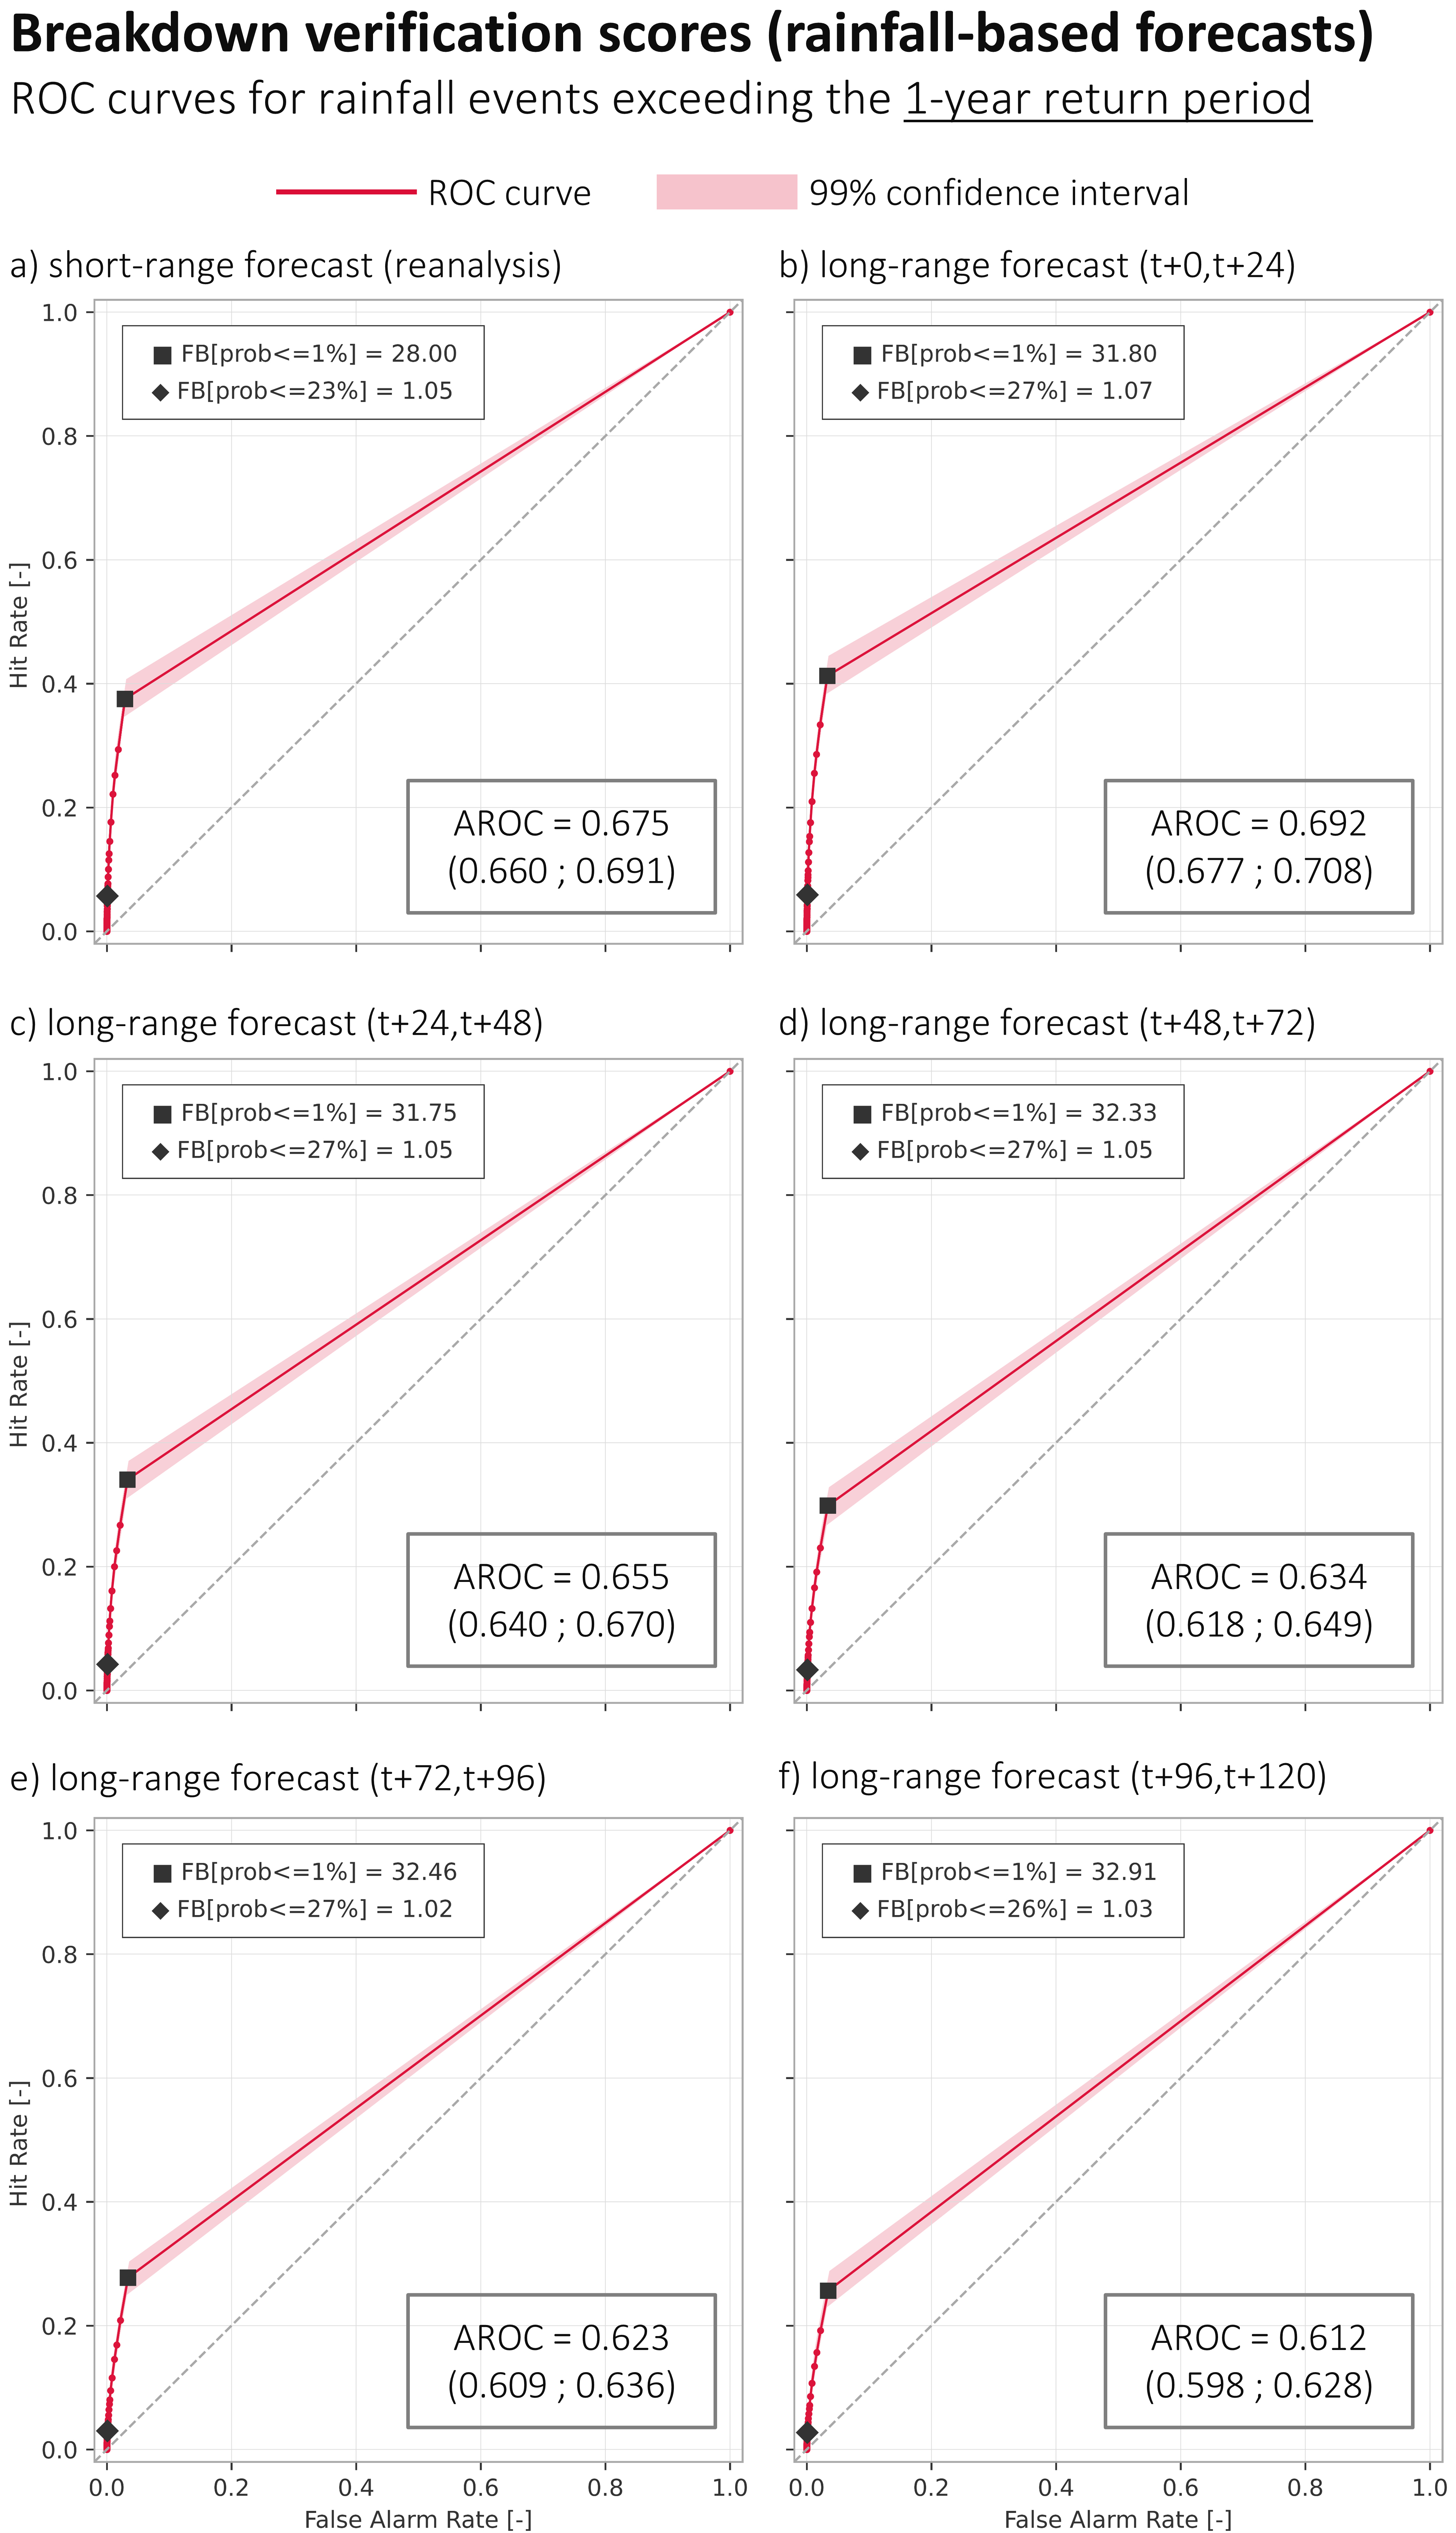 Breakdown verification scores (rainfall-based forecasts)
ROC curves for rainfall events exceeding the 1-year return period
ROC curve
99% confidence interval
a) short-range forecast (reanalysis)
1.0
0.8
0.6
0.4
0.2
0.0
Hit Rate [-]
FB[prob<=1%] = 28.00
FB[prob<=23%] = 1.05
AROC = 0.675
(0.660 ; 0.691)
b) long-range forecast (t+0,t+24)
FB[prob<=1%] = 31.80
FB[prob<=27%] = 1.07
AROC = 0.692
(0.677 ; 0.708)
c) long-range forecast (t+24,t+48)
1.0
0.8
0.6
0.4
0.2
0.0
Hit Rate [-]
FB[prob<=1%] = 31.75
FB[prob<=27%] = 1.05
AROC = 0.655
(0.640 ; 0.670)
d) long-range forecast (t+48,t+72)
FB[prob<=1%] = 32.33
FB[prob<=27%] = 1.05
AROC = 0.634
(0.618 ; 0.649)
e) long-range forecast (t+72,t+96)
1.0
0.8
0.6
0.4
0.2
0.0
Hit Rate [-]
FB[prob<=1%] = 32.46
FB[prob<=27%] = 1.02
AROC = 0.623
(0.609 ; 0.636)
0.0 0.2 0.4 0.6 0.8 1.0
False Alarm Rate [-]
f) long-range forecast (t+96,t+120)
FB[prob<=1%] = 32.91
FB[prob<=26%] = 1.03
AROC = 0.612
(0.598 ; 0.628)
0.0 0.2 0.4 0.6 0.8 1.0
False Alarm Rate [-]